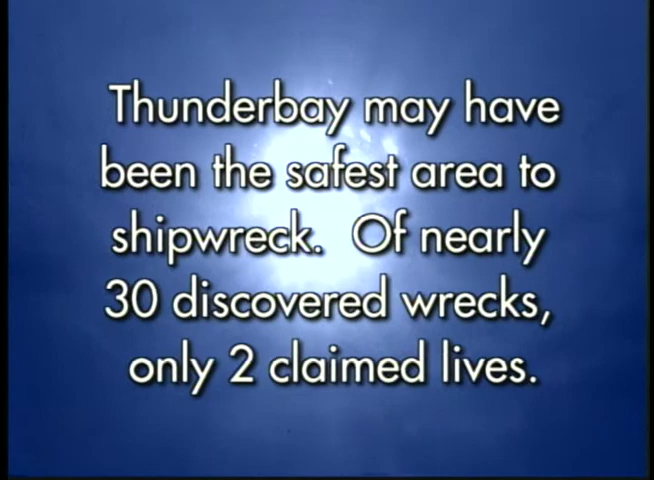 Thunderbay may have
been the safest area to
shipwreck. Of nearly
30 discovered wrecks,
only 2 claimed lives.